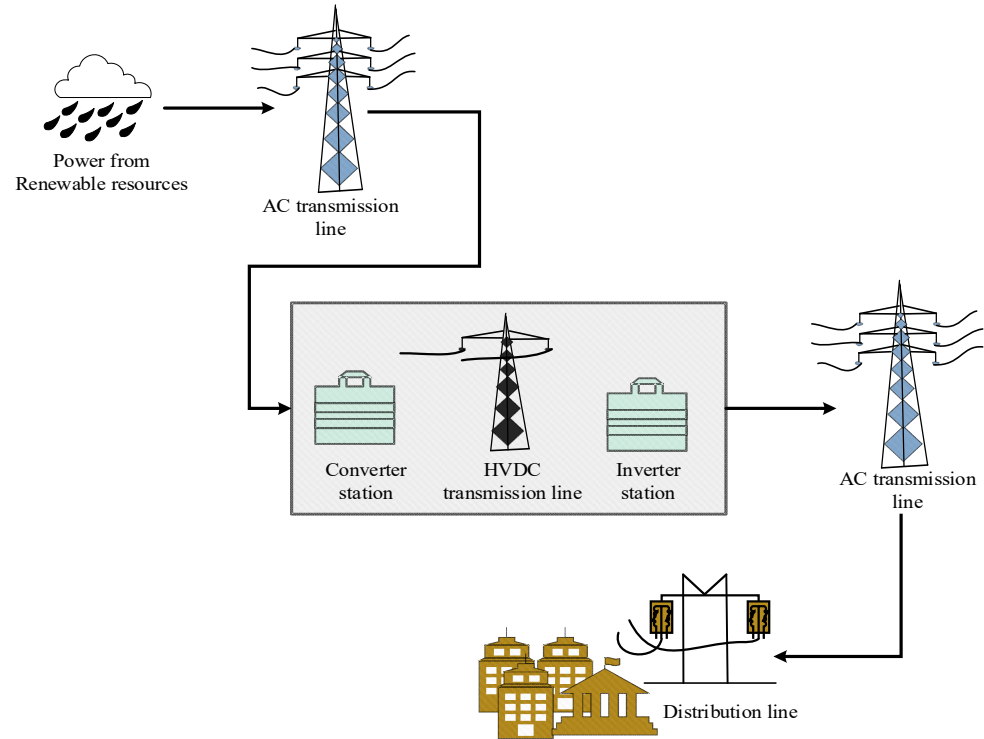 Power from
Renewable resources
AC transmission
line
Converter
station
HVDC
transmission line
Inverter
station
AC transmission
line
Distribution line